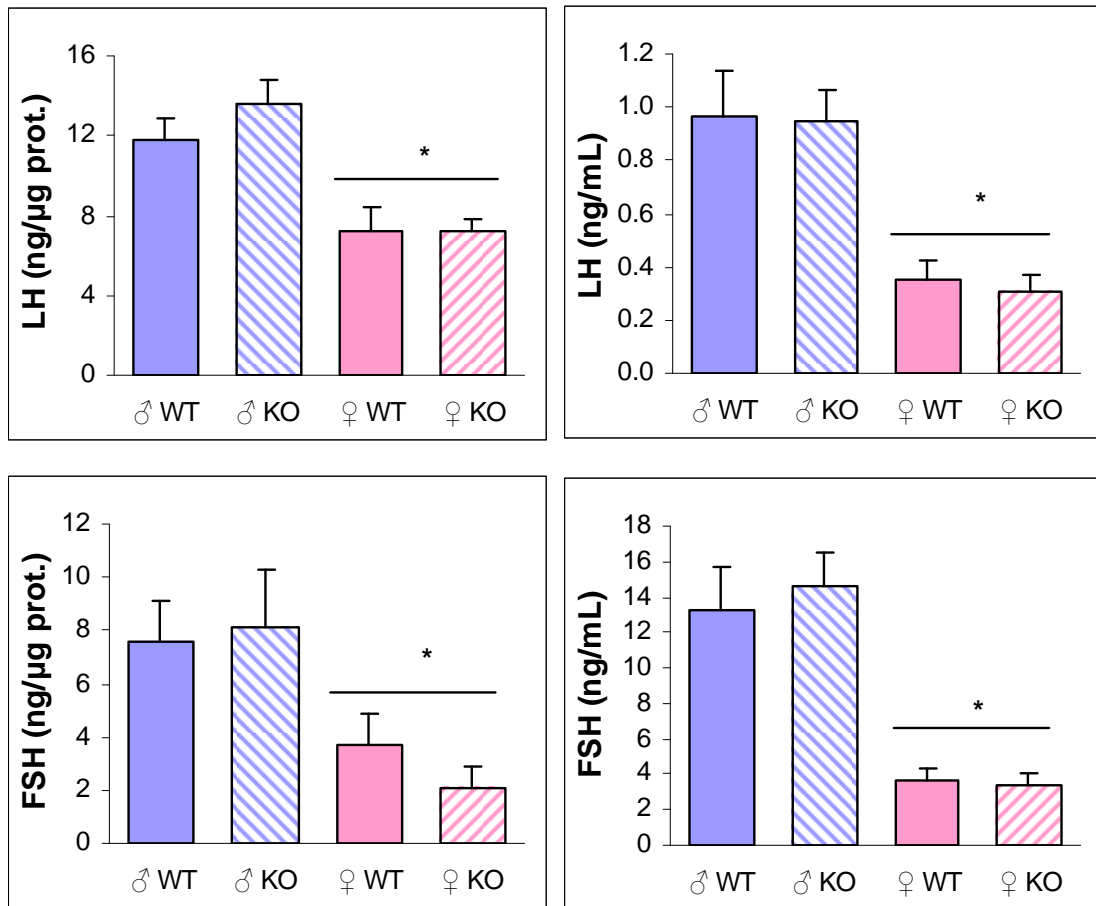 LH (ng/µg prot.)
16
12
8
4
0
*
♂ WT
♂ KO
♀ WT
♀ KO
LH (ng/mL)
1.2
1.0
0.8
0.6
0.4
0.2
0.0
*
♂ WT
♂ KO
♀ WT
♀ KO
FSH (ng/µg prot.)
12
10
8
6
4
2
0
*
♂ WT
♂ KO
♀ WT
♀ KO
FSH (ng/mL)
18
16
14
12
10
8
6
4
2
0
*
♂ WT
♂ KO
♀ WT
♀ KO